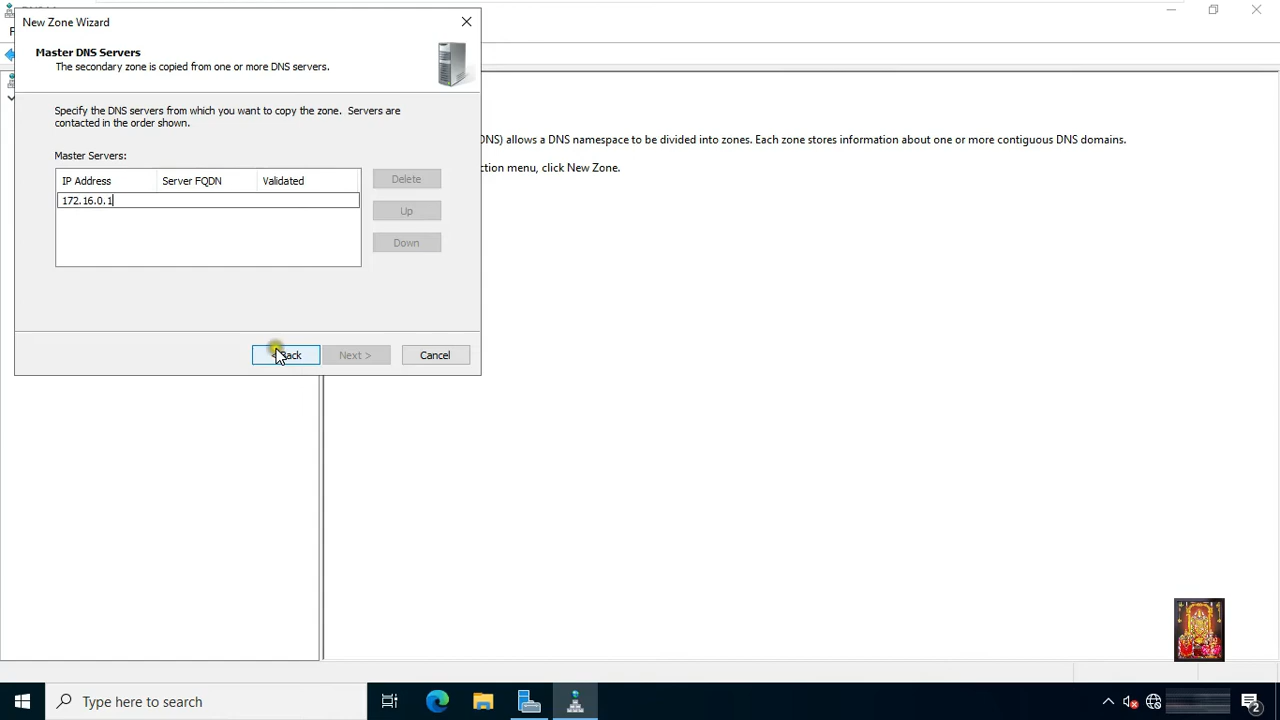 New Zone Wizard
Master DNS Servers
The secondary zone is copied from one or more DNS servers.
Specify the DNS servers from which you want to copy the zone.  Servers are
contacted in the order shown.
DNS) allows a DNS namespace to be divided into zones. Each zone stores information about one or more contiguous DNS domains.
Master Servers:
ction menu, click New Zone.
IP Address Server FQDN Validated
Delete
172.16.0.1
Up
Down
Back Next > Cancel
Type here to search
2